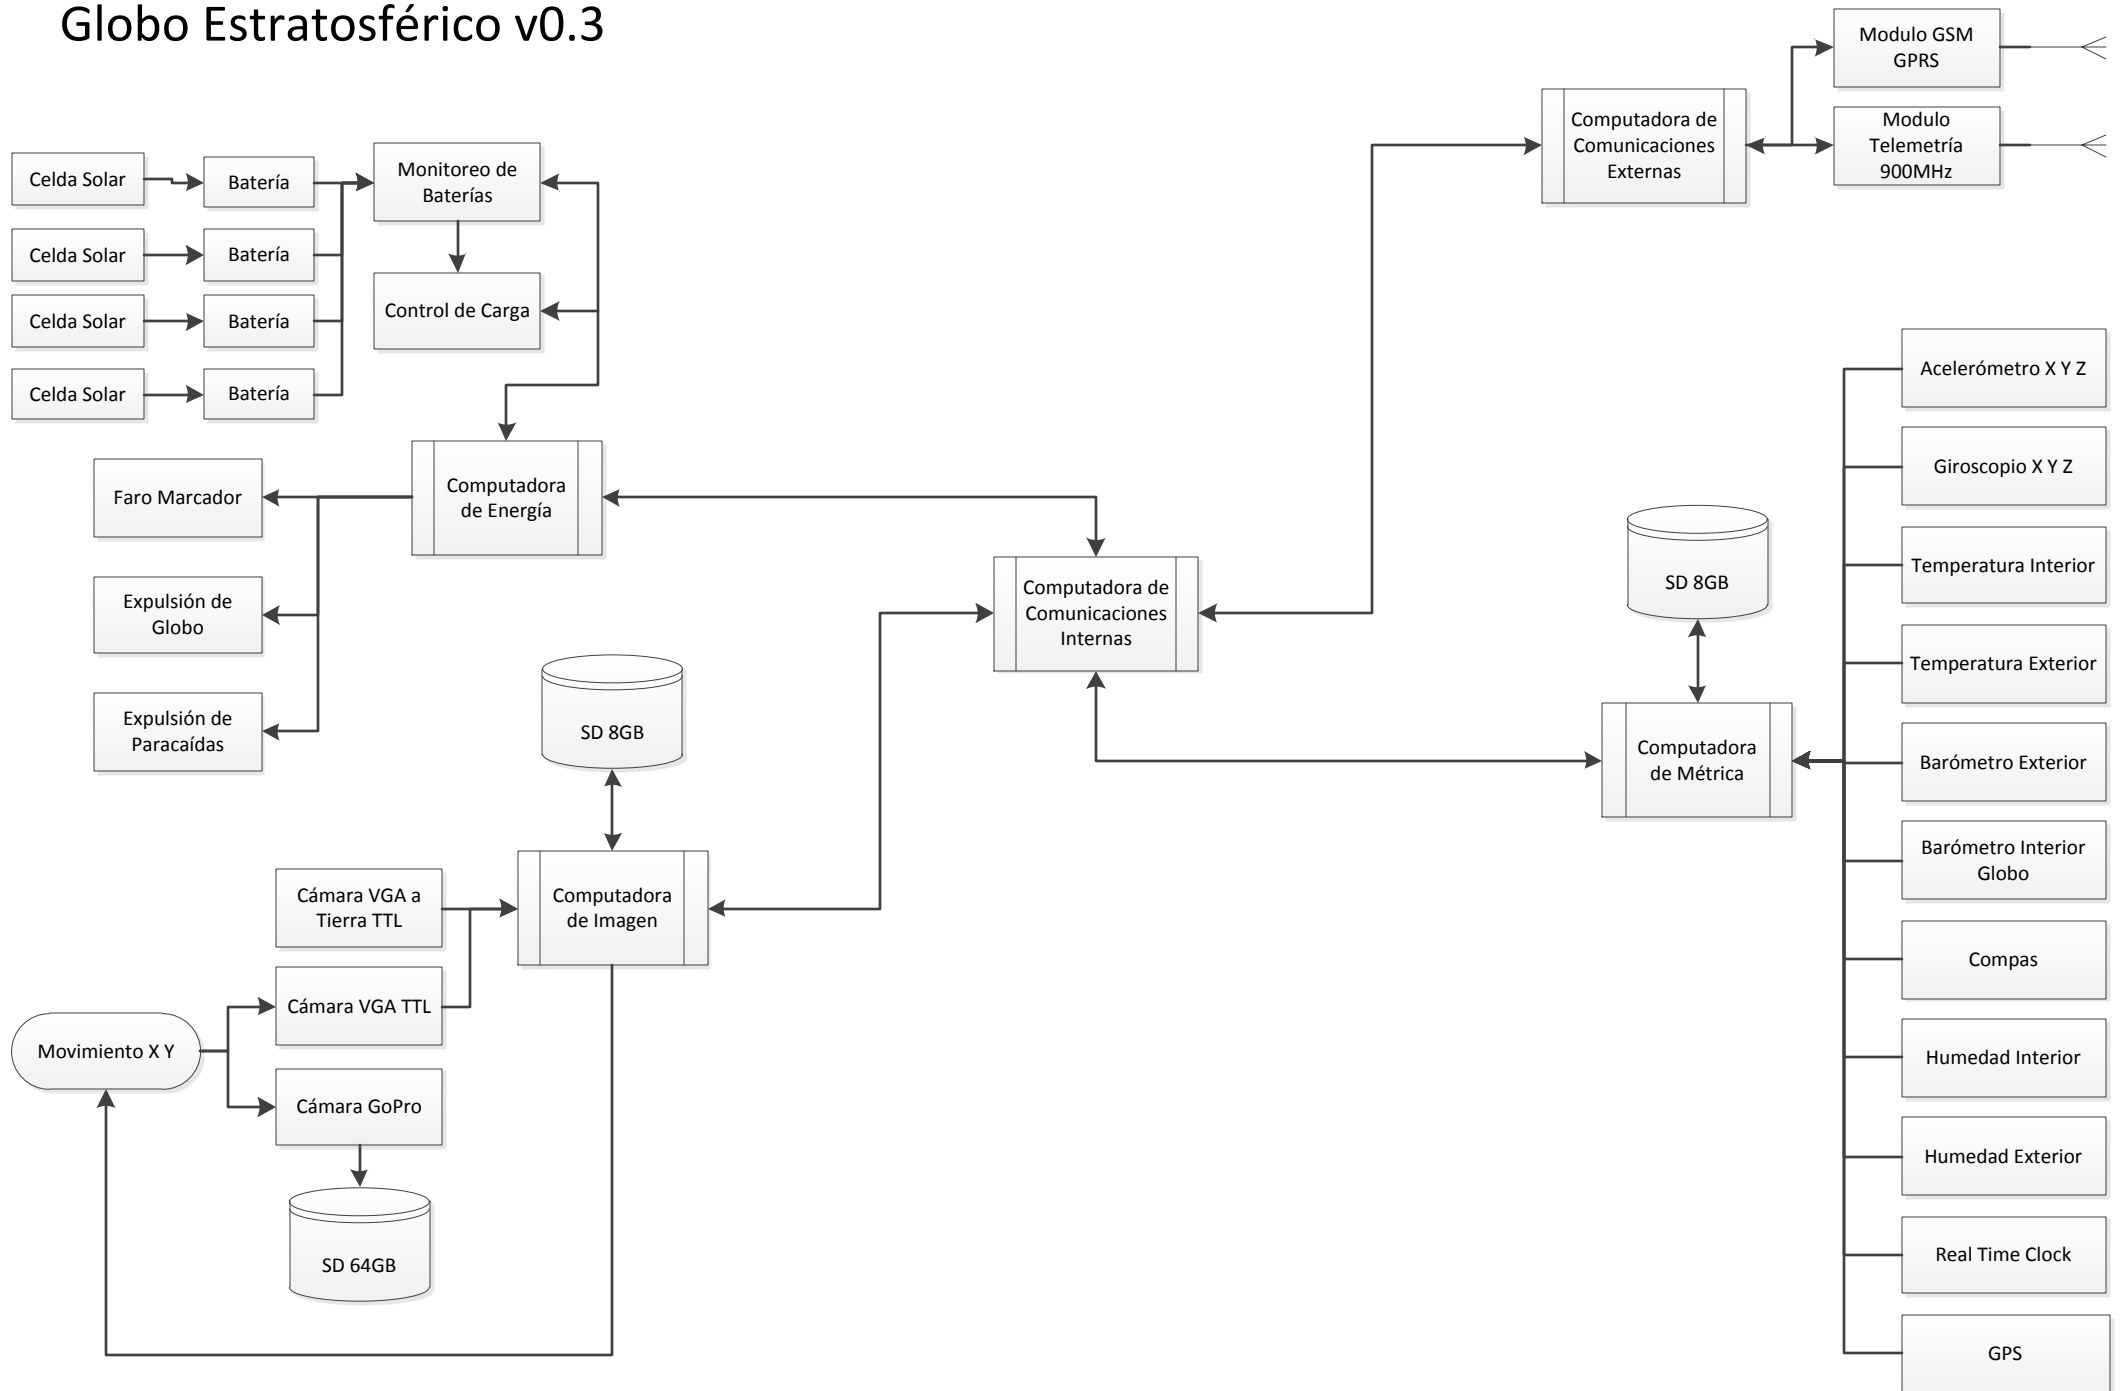 Globo Estratosférico v0.3
Modulo GSM
GPRS
Computadora de
Comunicaciones
Externas
Modulo
Telemetría
900MHz
Celda Solar
Batería
Monitoreo de
Baterías
Celda Solar
Batería
Celda Solar
Batería
Control de Carga
Celda Solar
Batería
Faro Marcador
Computadora
de Energía
Expulsión de
Globo
Expulsión de
Paracaídas
Computadora de
Comunicaciones
Internas
SD 8GB
Computadora
de Métrica
SD 8GB
Cámara VGA a
Tierra TTL
Computadora
de Imagen
Cámara VGA TTL
Movimiento X Y
Cámara GoPro
SD 64GB
Acelerómetro X Y Z
Giroscopio X Y Z
Temperatura Interior
Temperatura Exterior
Barómetro Exterior
Barómetro Interior
Globo
Compas
Humedad Interior
Humedad Exterior
Real Time Clock
GPS